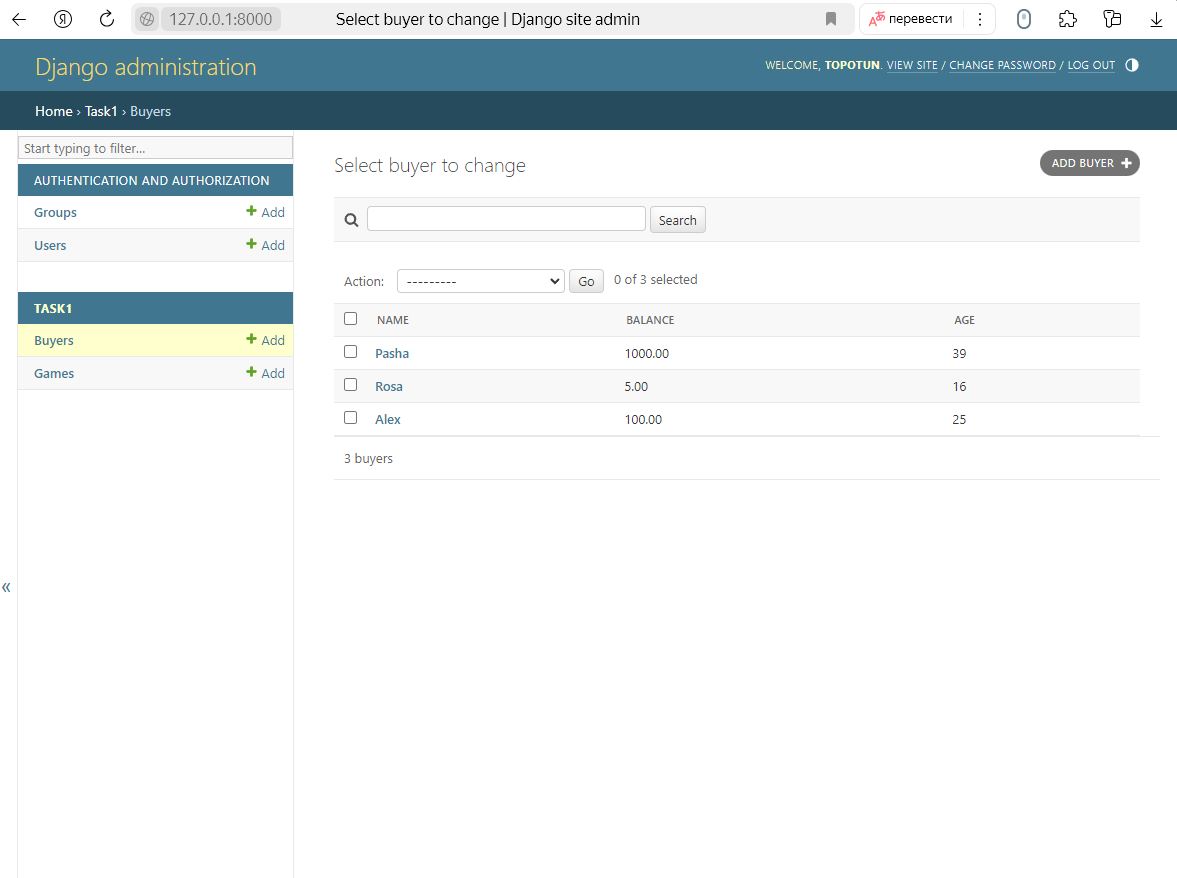 Я 127.0.0.1:8000 Select buyer to change | Django site admin перевести
Django administration
WELCOME, TOPOTUN. VIEW SITE / CHANGE PASSWORD / LOG OUT
Home › Task1 › Buyers
Start typing to filter...
AUTHENTICATION AND AUTHORIZATION
Groups + Add
Users + Add
TASK1
Buyers + Add
Games + Add
«
Select buyer to change
ADD BUYER +
Search
Action: --------- Go 0 of 3 selected
NAME BALANCE AGE
Pasha 1000.00 39
Rosa 5.00 16
Alex 100.00 25
3 buyers